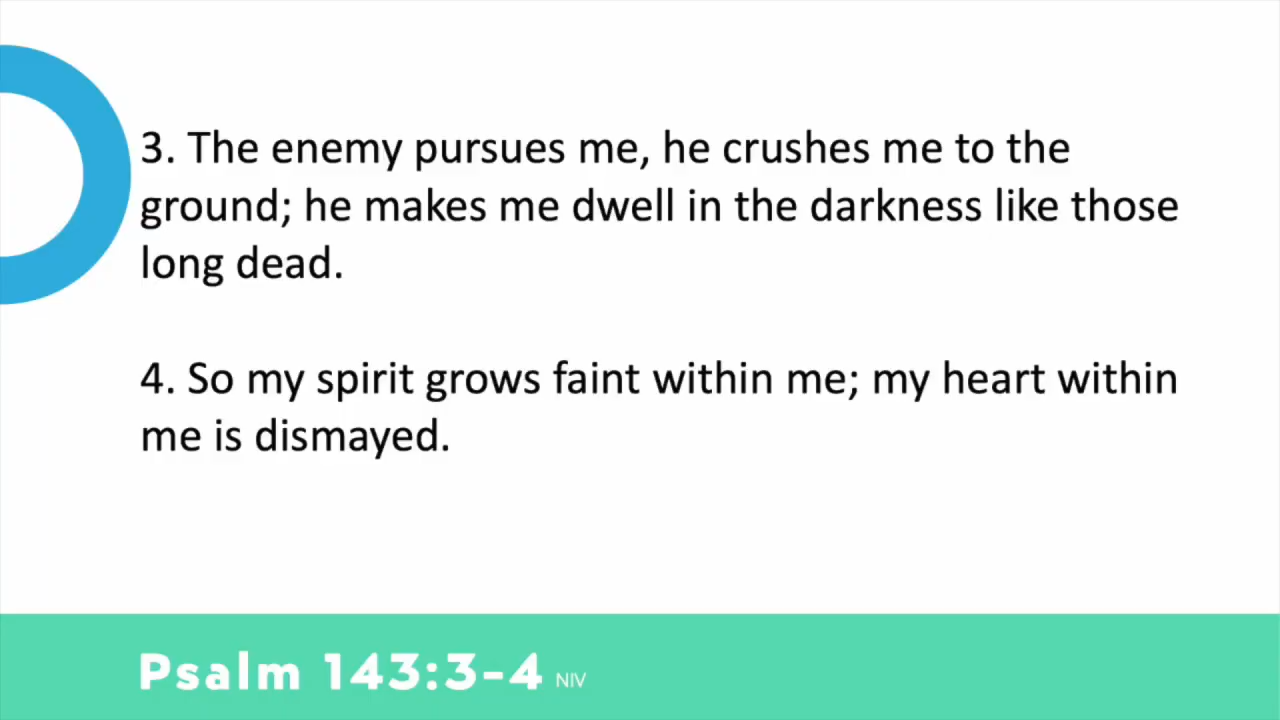 3. The enemy pursues me, he crushes me to the
ground; he makes me dwell in the darkness like those
long dead.
4. So my spirit grows faint within me; my heart within
me is dismayed.
Psalm 143:3-4 NIV